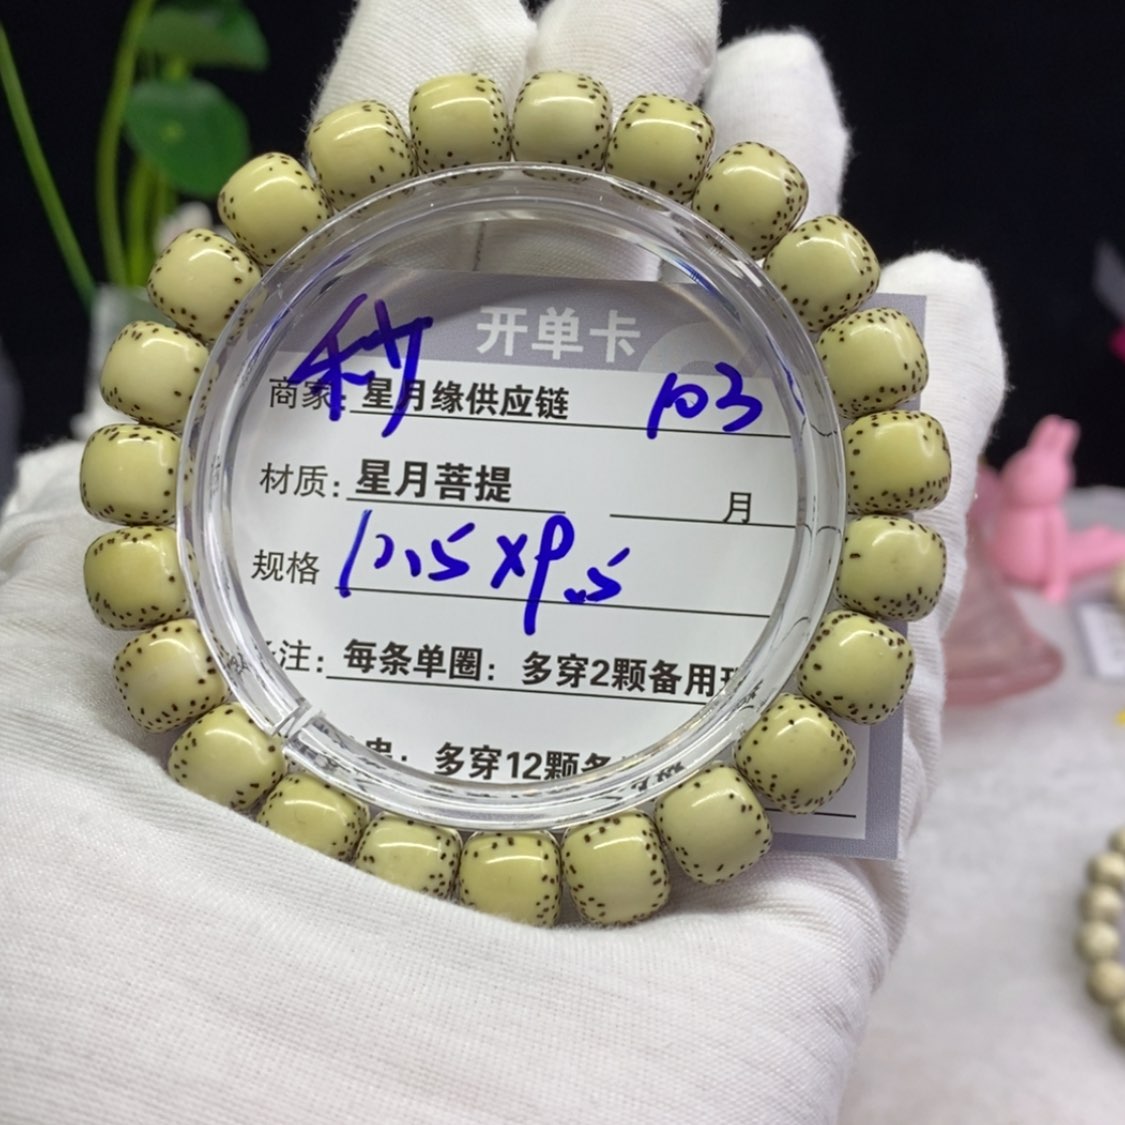 开单卡
秒
商家：星月缘供应链 103
材质：星月菩提 月
规格
注：每条单圈：多穿2颗备用
多穿12颗